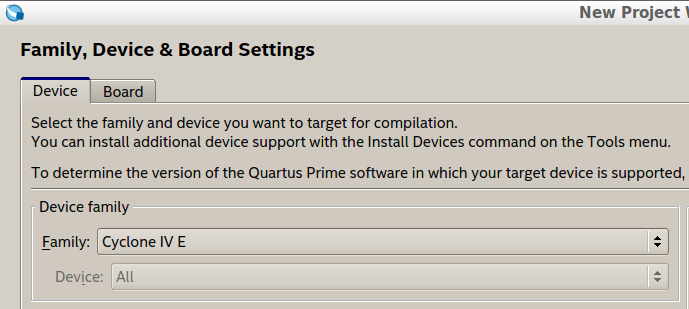 New Project
Family, Device & Board Settings
Device Board
Select the family and device you want to target for compilation.
You can install additional device support with the Install Devices command on the Tools menu.
To determine the version of the Quartus Prime software in which your target device is supported,
Device family
Family: Cyclone IV E
Device: All